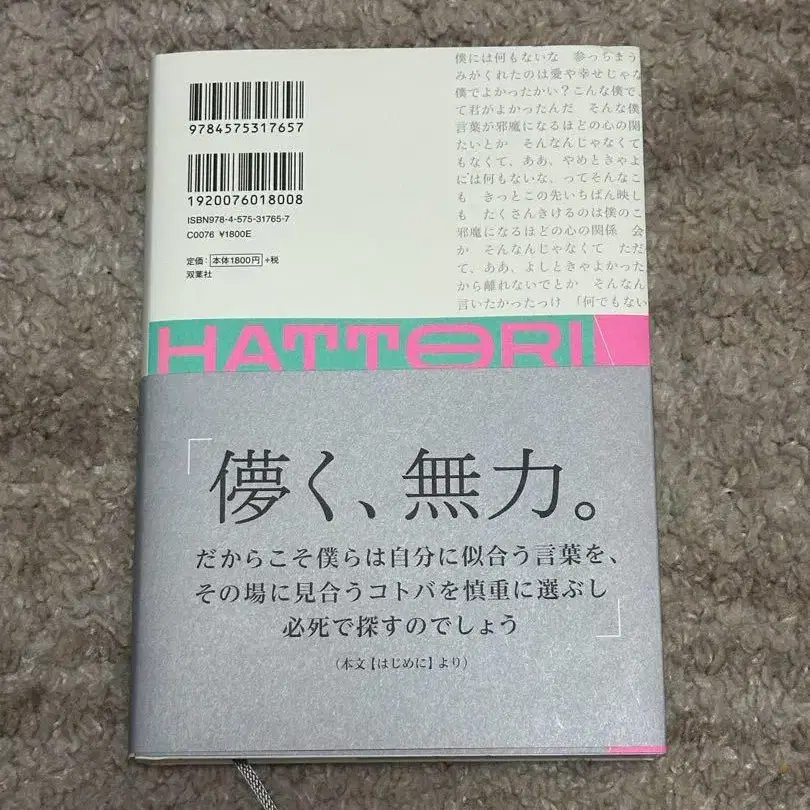 9784575317657
1920076018008
ISBN978-4-575-31765-7
C0076 ¥1800E
定価：本体1800円+税
双葉社
僕には何もないな　参っちまう
みがくれたのは愛や幸せじゃな
僕でよかったかい？こんな僕で、
て君がよかったんだ　そんな僕
言葉が邪魔になるほどの心の関
たいとか　そんなんじゃなくて
もなくて、ああ、やめときゃよ
には何もないな、ってそんなこ
も　きっとこの先いちばん映し
も　たくさんきけるのは僕のこ
邪魔になるほどの心の関係　会
か　そんなんじゃなくて　ただ
て、ああ、よしときゃよかった
から離れないでとか　そんなん
言いたかったっけ　「何でもない
HATTORI
「儚く、無力。
だからこそ僕らは自分に似合う言葉を、
その場に見合うコトバを慎重に選ぶし
必死で探すのでしょう」
（本文【はじめに】より）